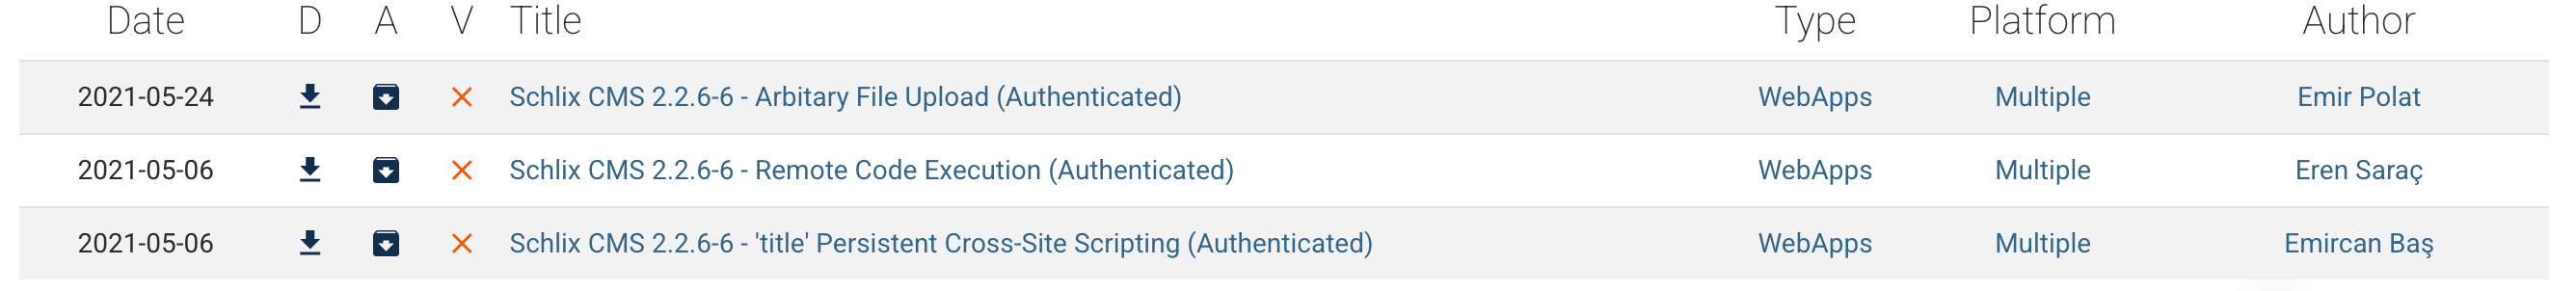 Date D A V Title Type Platform Author
2021-05-24 Schlix CMS 2.2.6-6 - Arbitary File Upload (Authenticated) WebApps Multiple Emir Polat
2021-05-06 Schlix CMS 2.2.6-6 - Remote Code Execution (Authenticated) WebApps Multiple Eren Saraç
2021-05-06 Schlix CMS 2.2.6-6 - 'title' Persistent Cross-Site Scripting (Authenticated) WebApps Multiple Emircan Baş